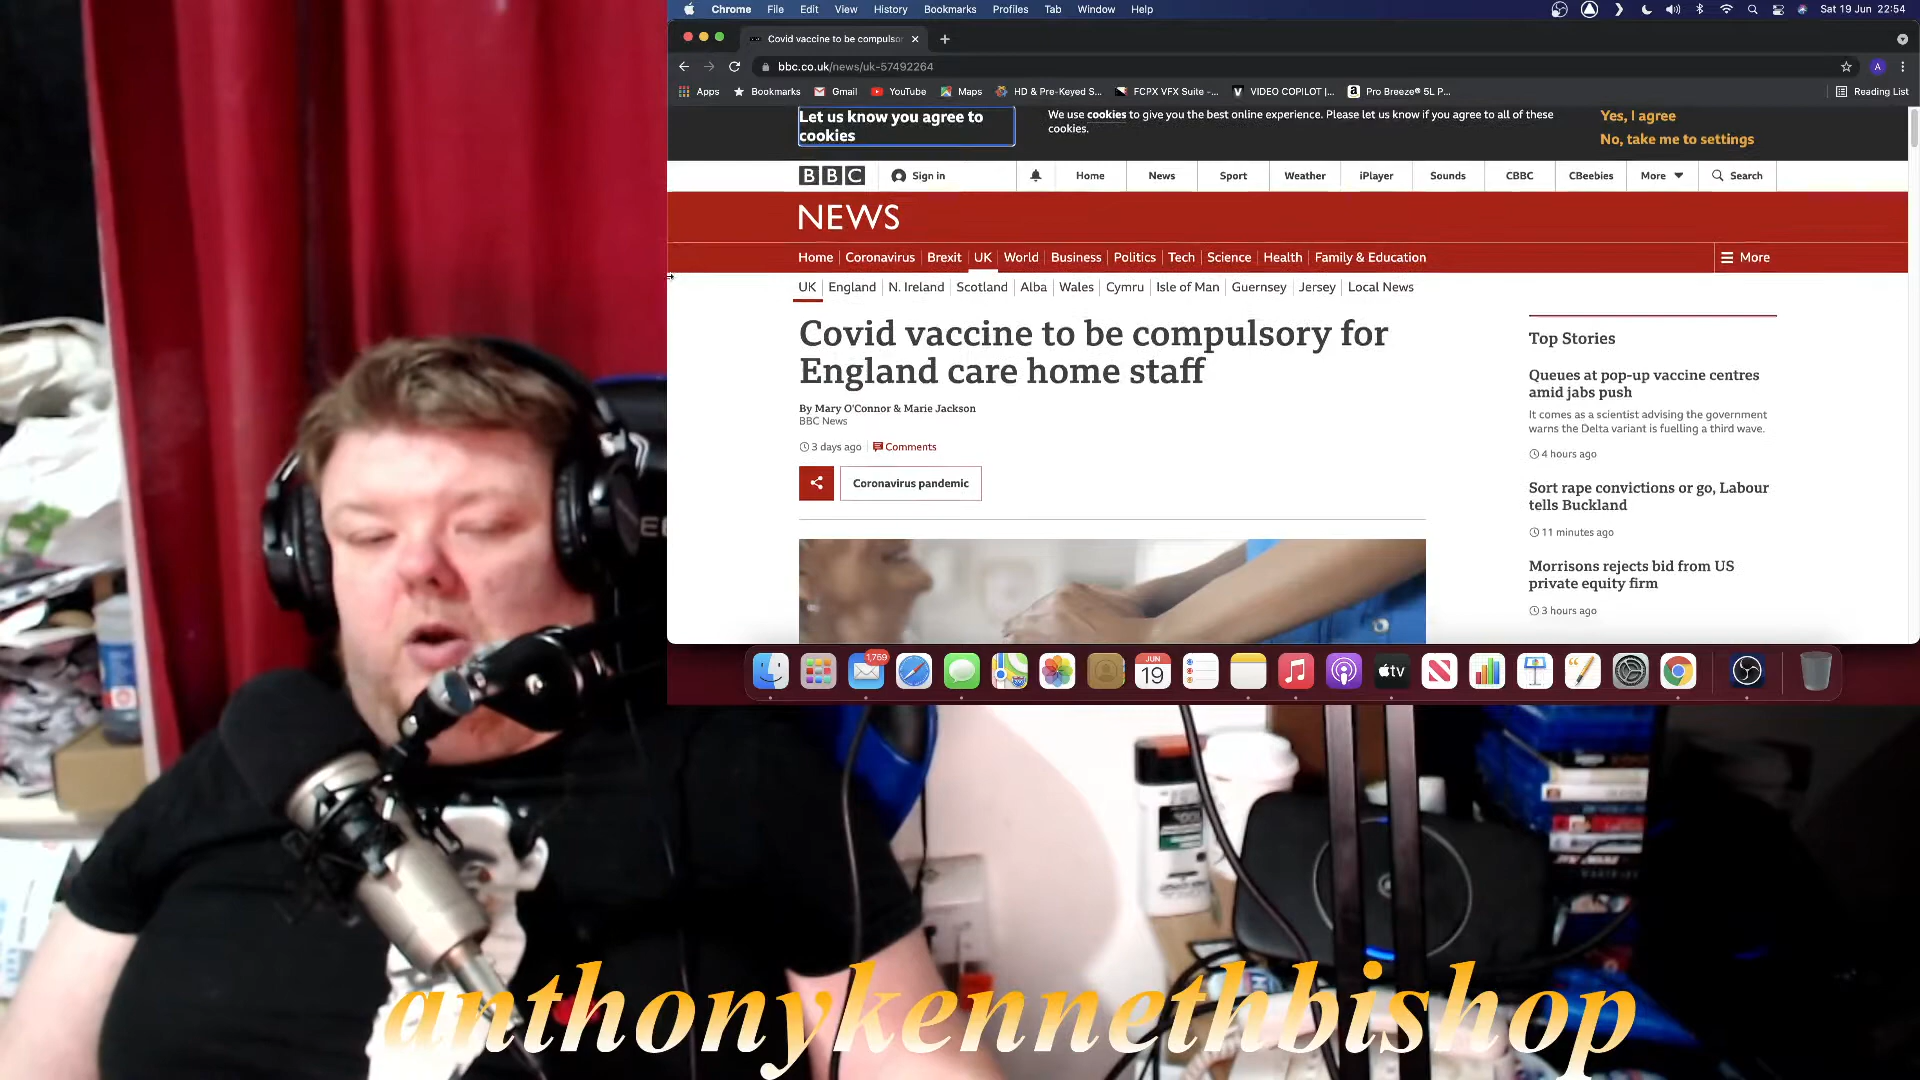 Chrome File Edit View History Bookmarks Profiles Tab Window Help Sat 19 Jun 22:54
Covid vaccine to be compulsor
bbc.co.uk/news/uk-57492264
Apps Bookmarks Gmail YouTube Maps HD & Pre-Keyed S... FCPX VFX Suite -... VIDEO COPILOT |... Pro Breeze® 5L P... Reading List
Let us know you agree to
cookies
We use cookies to give you the best online experience. Please let us know if you agree to all of these
cookies.
Yes, I agree
No, take me to settings
BBC Sign in Home News Sport Weather iPlayer Sounds CBBC CBeebies More Search
NEWS
Home Coronavirus Brexit UK World Business Politics Tech Science Health Family & Education More
UK England N. Ireland Scotland Alba Wales Cymru Isle of Man Guernsey Jersey Local News
Covid vaccine to be compulsory for
England care home staff
By Mary O'Connor & Marie Jackson
BBC News
3 days ago Comments
Coronavirus pandemic
Top Stories
Queues at pop-up vaccine centres
amid jabs push
It comes as a scientist advising the government
warns the Delta variant is fuelling a third wave.
4 hours ago
Sort rape convictions or go, Labour
tells Buckland
11 minutes ago
Morrisons rejects bid from US
private equity firm
3 hours ago
1,769
JUN
19
tv
anthonykennethbishop